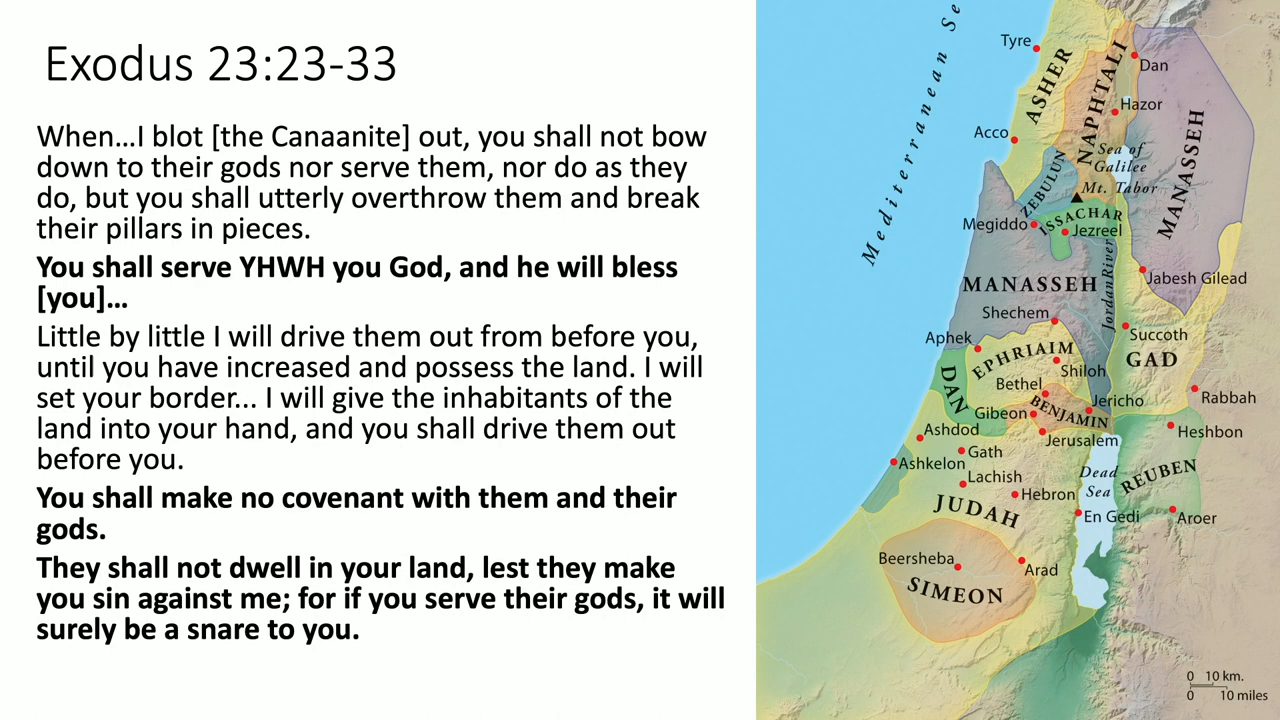 Exodus 23:23-33
When…I blot [the Canaanite] out, you shall not bow
down to their gods nor serve them, nor do as they
do, but you shall utterly overthrow them and break
their pillars in pieces.
You shall serve YHWH you God, and he will bless
[you]…
Little by little I will drive them out from before you,
until you have increased and possess the land. I will
set your border... I will give the inhabitants of the
land into your hand, and you shall drive them out
before you.
You shall make no covenant with them and their
gods.
They shall not dwell in your land, lest they make
you sin against me; for if you serve their gods, it will
surely be a snare to you.
Mediterranean Se
Tyre
ASHER
NAPHTALI
Dan
Hazor
Acco
Sea of
Galilee
MANASSEH
ZEBULUN
Mt. Tabor
Megiddo
ISSACHAR
Jezreel
Jordan River
MANASSEH
Jabesh Gilead
Shechem
Aphek
EPHRIAIM
Succoth
Shiloh
GAD
DAN
Bethel
BENJAMIN
Jericho
Rabbah
Gibeon
Ashdod
Jerusalem
Heshbon
Gath
Ashkelon
Lachish
Dead
Sea
REUBEN
Hebron
JUDAH
En Gedi
Aroer
Beersheba
Arad
SIMEON
0 10 km.
0 10 miles